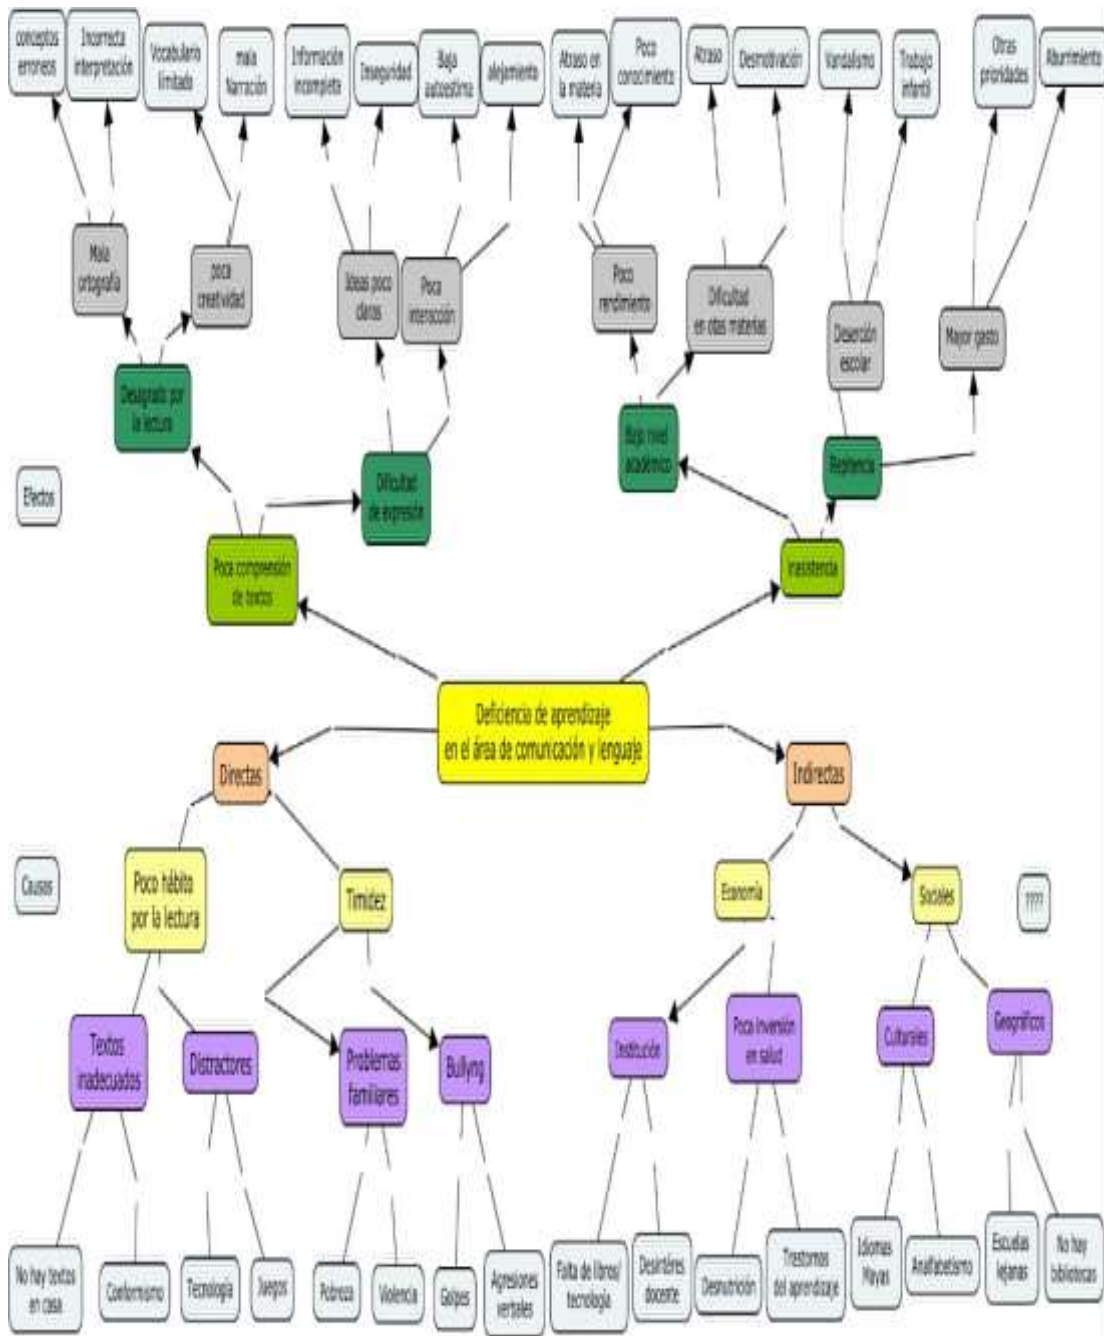 conceptos
erroneos
Incorrecta
interpretación
Vocabulario
limitado
mala
Narración
Información
incompleta
Inseguridad
Baja
autoestima
alejamiento
Atraso en
la materia
Poco
conocimiento
Atraso
Desmotivación
Vandalismo
Trabajo
infantil
Otras
prioridades
Aburrimiento
Mala
ortografía
poca
creatividad
Ideas poco
claras
Poca
interacción
Poco
rendimiento
Dificultad
en otas materias
Deserción
escolar
Mayor gasto
Desagrado por
la lectura
Dificultad
de expresión
Bajo nivel
académico
Repitencia
Efectos
Poca comprensión
de textos
inasistencia
Deficiencia de aprendizaje
en el área de comunicación y lenguaje
Directas
Indirectas
Causas
Poco hábito
por la lectura
Timidez
Economía
Sociales
????
Textos
inadecuados
Distractores
Problemas
familiares
Bullyng
Institución
Poca inversión
en salud
Culturales
Geográficos
No hay textos
en casa
Conformismo
Tecnología
Juegos
Pobreza
Violencia
Golpes
Agresiones
verbales
Falta de libros/
tecnología
Desintéres
docente
Desnutrición
Trastornos
del aprendizaje
Idiomas
Mayas
Analfabetismo
Escuelas
lejanas
No hay
bibliotecas